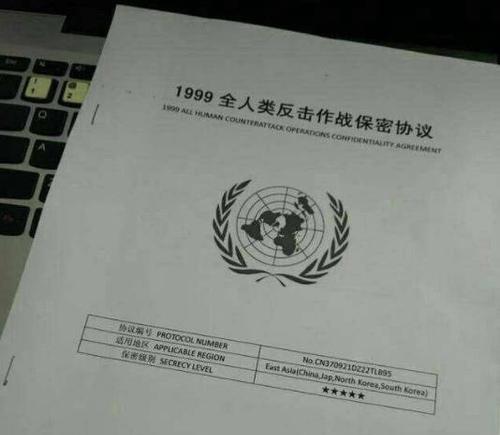 1999 全人类反击作战保密协议
1999 ALL HUMAN COUNTERATTACK OPERATIONS CONFIDENTIALITY AGREEMENT
协议编号 PROTOCOL NUMBER No.CN370921DZ22TLB95
适用地区 APPLICABLE REGION East Asia(China,Jap,North Korea,South Korea)
保密级别 SECRECY LEVEL ★★★★★